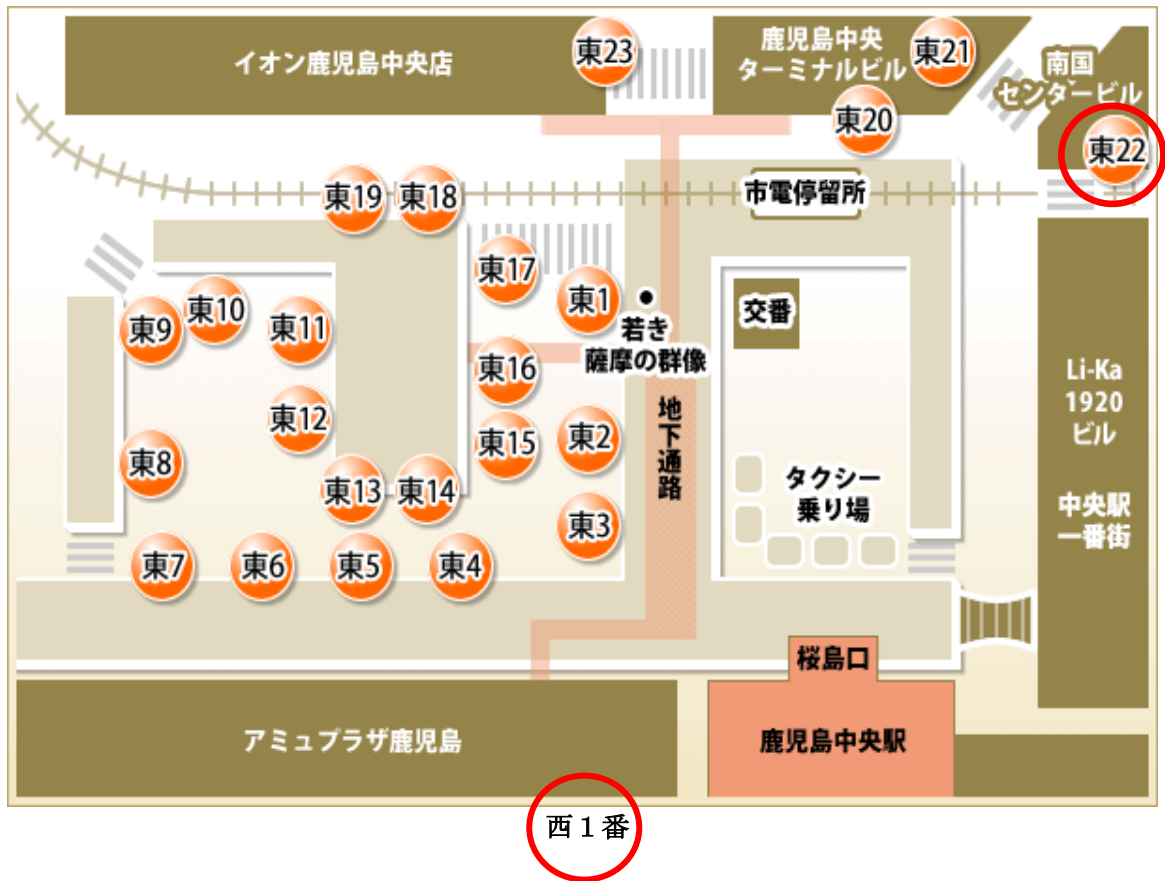 イオン鹿児島中央店
東23
鹿児島中央
ターミナルビル
東21
南国
センタービル
東20
東22
東19
東18
市電停留所
東17
東1
東10
東9
東11
若き
薩摩の群像
交番
東16
Li-Ka
1920
ビル
東12
東15
東2
地下通路
東8
東13
東14
タクシー
乗り場
中央駅
一番街
東3
東7
東6
東5
東4
桜島口
アミュプラザ鹿児島
鹿児島中央駅
西1番